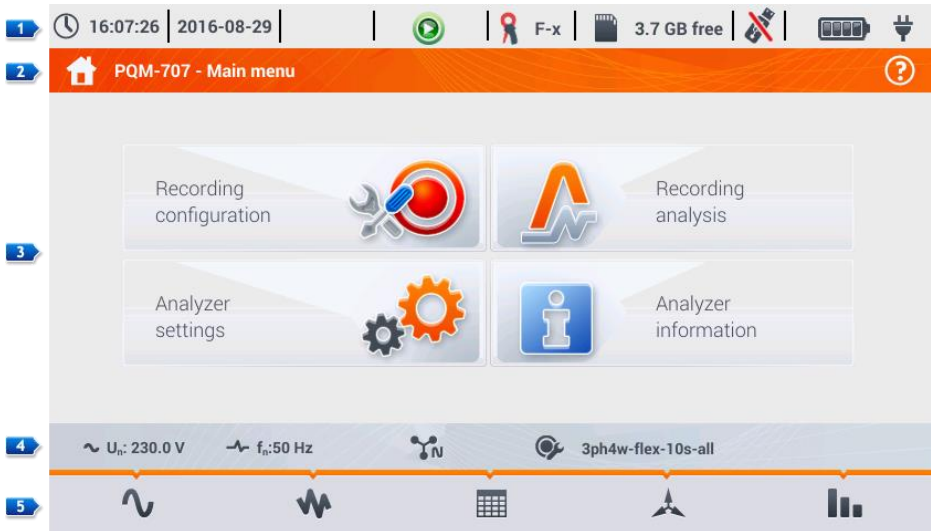 1
16:07:26 2016-08-29 F-x 3.7 GB free
2
PQM-707 - Main menu ?
Recording
configuration
Recording
analysis
3
Analyzer
settings
Analyzer
information
4
Uₙ: 230.0 V fₙ:50 Hz N 3ph4w-flex-10s-all
5